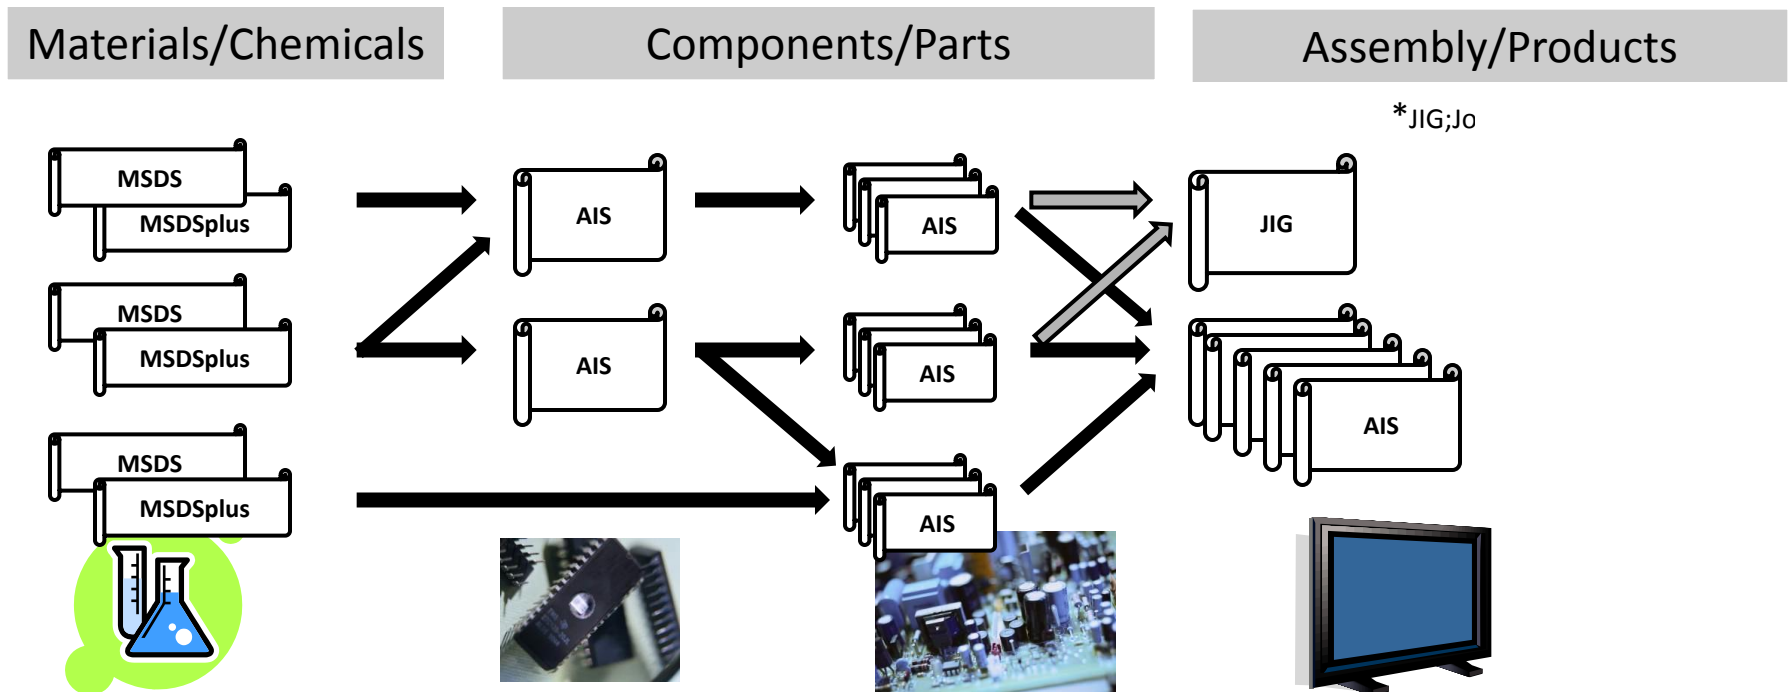 Materials/Chemicals
Components/Parts
Assembly/Products
*JIG;Jo
MSDS
MSDSplus
AIS
AIS
JIG
MSDS
MSDSplus
AIS
AIS
AIS
MSDS
MSDSplus
AIS